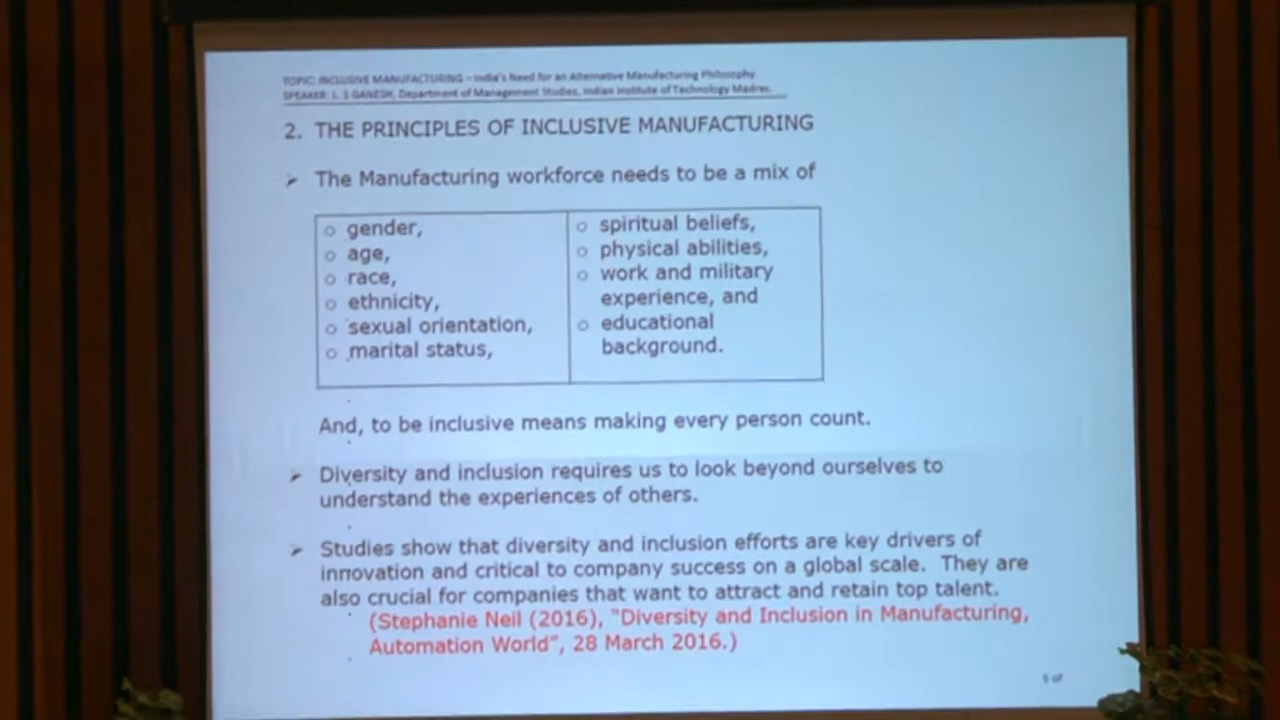 TOPIC: INCLUSIVE MANUFACTURING – India's Need for an Alternative Manufacturing Philosophy
SPEAKER: L. S GANESH, Department of Management Studies, Indian Institute of Technology Madras.
2. THE PRINCIPLES OF INCLUSIVE MANUFACTURING
➢ The Manufacturing workforce needs to be a mix of
o gender,
o age,
o race,
o ethnicity,
o sexual orientation,
o marital status,
o spiritual beliefs,
o physical abilities,
o work and military
experience, and
o educational
background.
And, to be inclusive means making every person count.
➢ Diversity and inclusion requires us to look beyond ourselves to
understand the experiences of others.
➢ Studies show that diversity and inclusion efforts are key drivers of
innovation and critical to company success on a global scale. They are
also crucial for companies that want to attract and retain top talent.
(Stephanie Neil (2016), "Diversity and Inclusion in Manufacturing,
Automation World", 28 March 2016.)